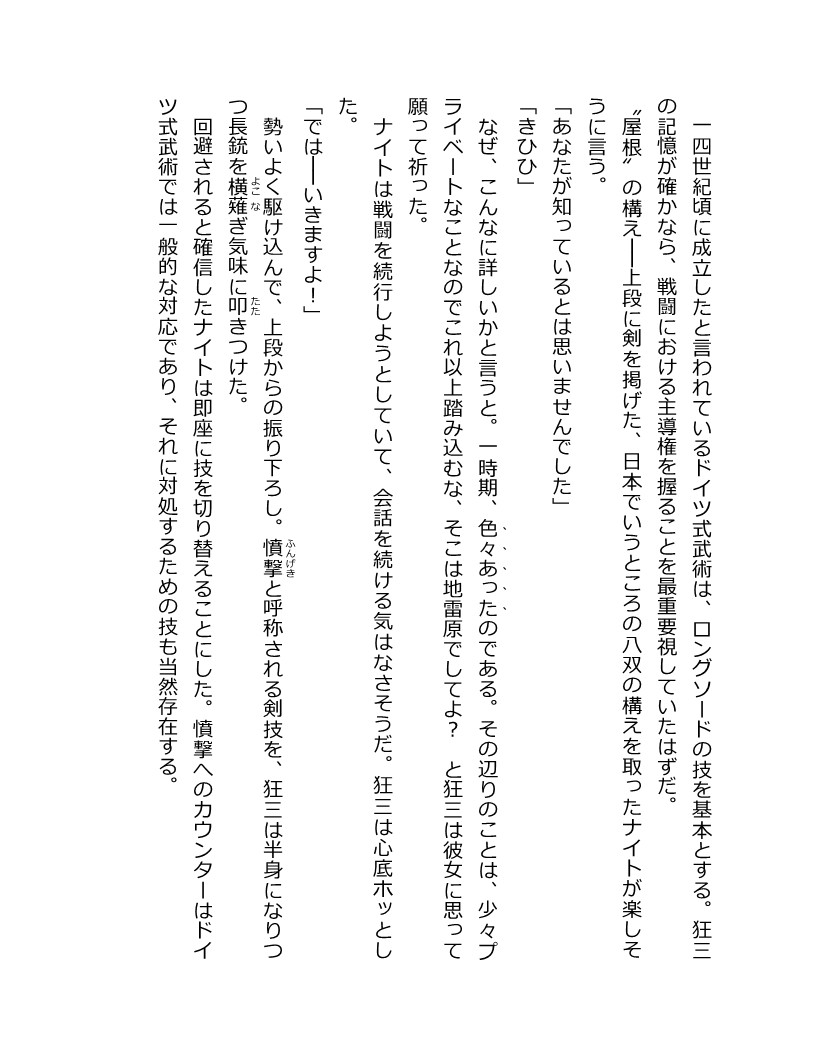 一四世紀頃に成立したと言われているドイツ式武術は、ロングソードの技を基本とする。狂三
の記憶が確かなら、戦闘における主導権を握ることを最重要視していたはずだ。
〝屋根〟の構え──上段に剣を掲げた、日本でいうところの八双の構えを取ったナイトが楽しそ
うに言う。
「あなたが知っているとは思いませんでした」
「きひひ」
なぜ、こんなに詳しいかと言うと。一時期、色々あったのである。その辺りのことは、少々プ
ライベートなことなのでこれ以上踏み込むな、そこは地雷原でしてよ？　と狂三は彼女に思って
願って祈った。
ナイトは戦闘を続行しようとしていて、会話を続ける気はなさそうだ。狂三は心底ホッとし
た。
「では──いきますよ！」
勢いよく駆け込んで、上段からの振り下ろし。憤撃ふんげきと呼称される剣技を、狂三は半身になりつ
つ長銃を横薙よこなぎ気味に叩たたきつけた。
回避されると確信したナイトは即座に技を切り替えることにした。憤撃へのカウンターはドイ
ツ式武術では一般的な対応であり、それに対処するための技も当然存在する。